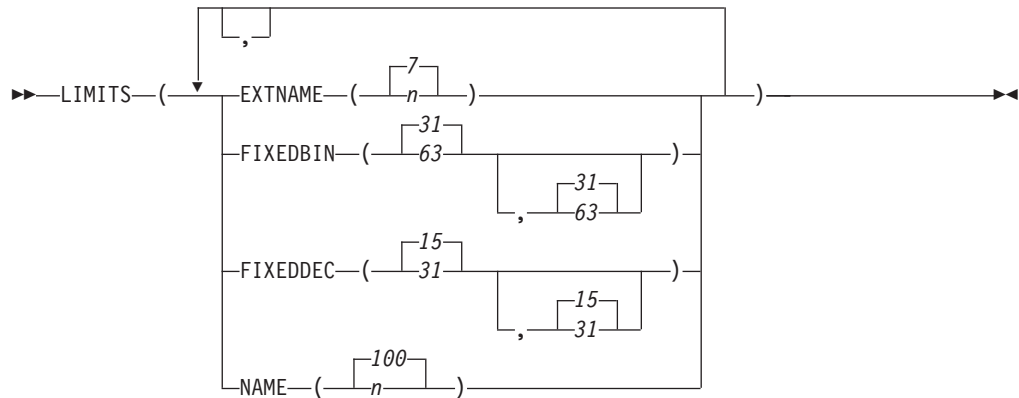 ,
7
LIMITS ( EXTNAME ( n ) )
31
FIXEDBIN ( 63 )
31
, 63
15
FIXEDDEC ( 31 )
15
, 31
100
NAME ( n )